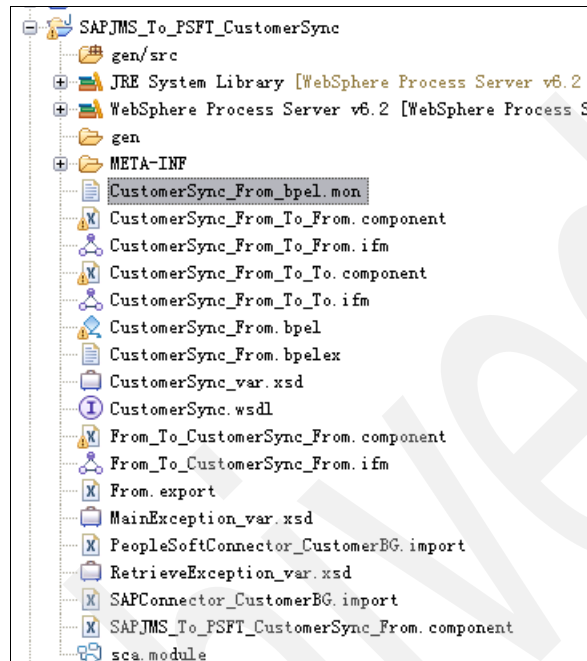 SAPJMS_To_PSFT_CustomerSync
gen/src
JRE System Library [WebSphere Process Server v6.2
WebSphere Process Server v6.2 [WebSphere Process S
gen
META-INF
CustomerSync_From_bpel.mon
CustomerSync_From_To_From.component
CustomerSync_From_To_From.ifm
CustomerSync_From_To_To.component
CustomerSync_From_To_To.ifm
CustomerSync_From.bpel
CustomerSync_From.bpelex
CustomerSync_var.xsd
CustomerSync.wsdl
From_To_CustomerSync_From.component
From_To_CustomerSync_From.ifm
From.export
MainException_var.xsd
PeopleSoftConnector_CustomerBG.import
RetrieveException_var.xsd
SAPConnector_CustomerBG.import
SAPJMS_To_PSFT_CustomerSync_From.component
sca.module